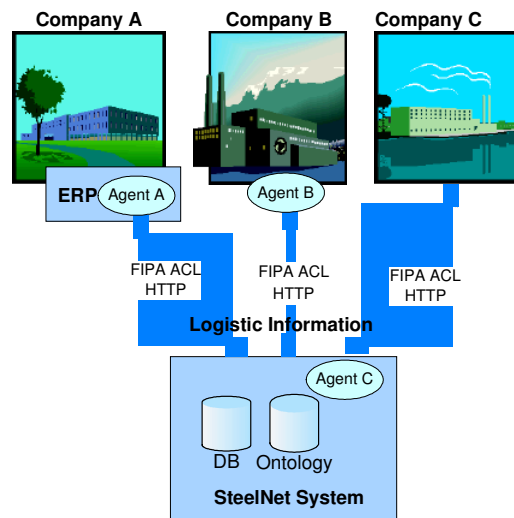 Company A
Company B
Company C
ERP
Agent A
Agent B
FIPA ACL
HTTP
FIPA ACL
HTTP
FIPA ACL
HTTP
Logistic Information
Agent C
DB
Ontology
SteelNet System